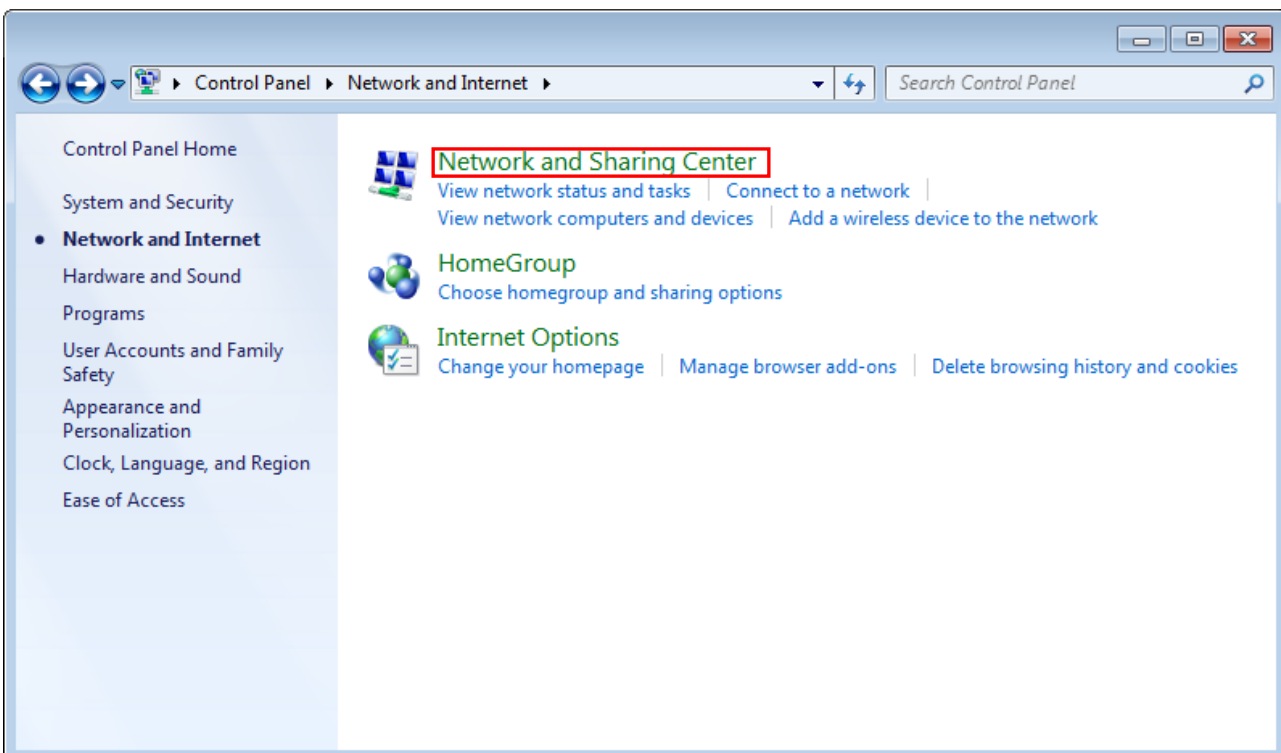 Control Panel Network and Internet
Search Control Panel
Control Panel Home
System and Security
Network and Internet
Hardware and Sound
Programs
User Accounts and Family
Safety
Appearance and
Personalization
Clock, Language, and Region
Ease of Access
Network and Sharing Center
View network status and tasks Connect to a network
View network computers and devices Add a wireless device to the network
HomeGroup
Choose homegroup and sharing options
Internet Options
Change your homepage Manage browser add-ons Delete browsing history and cookies